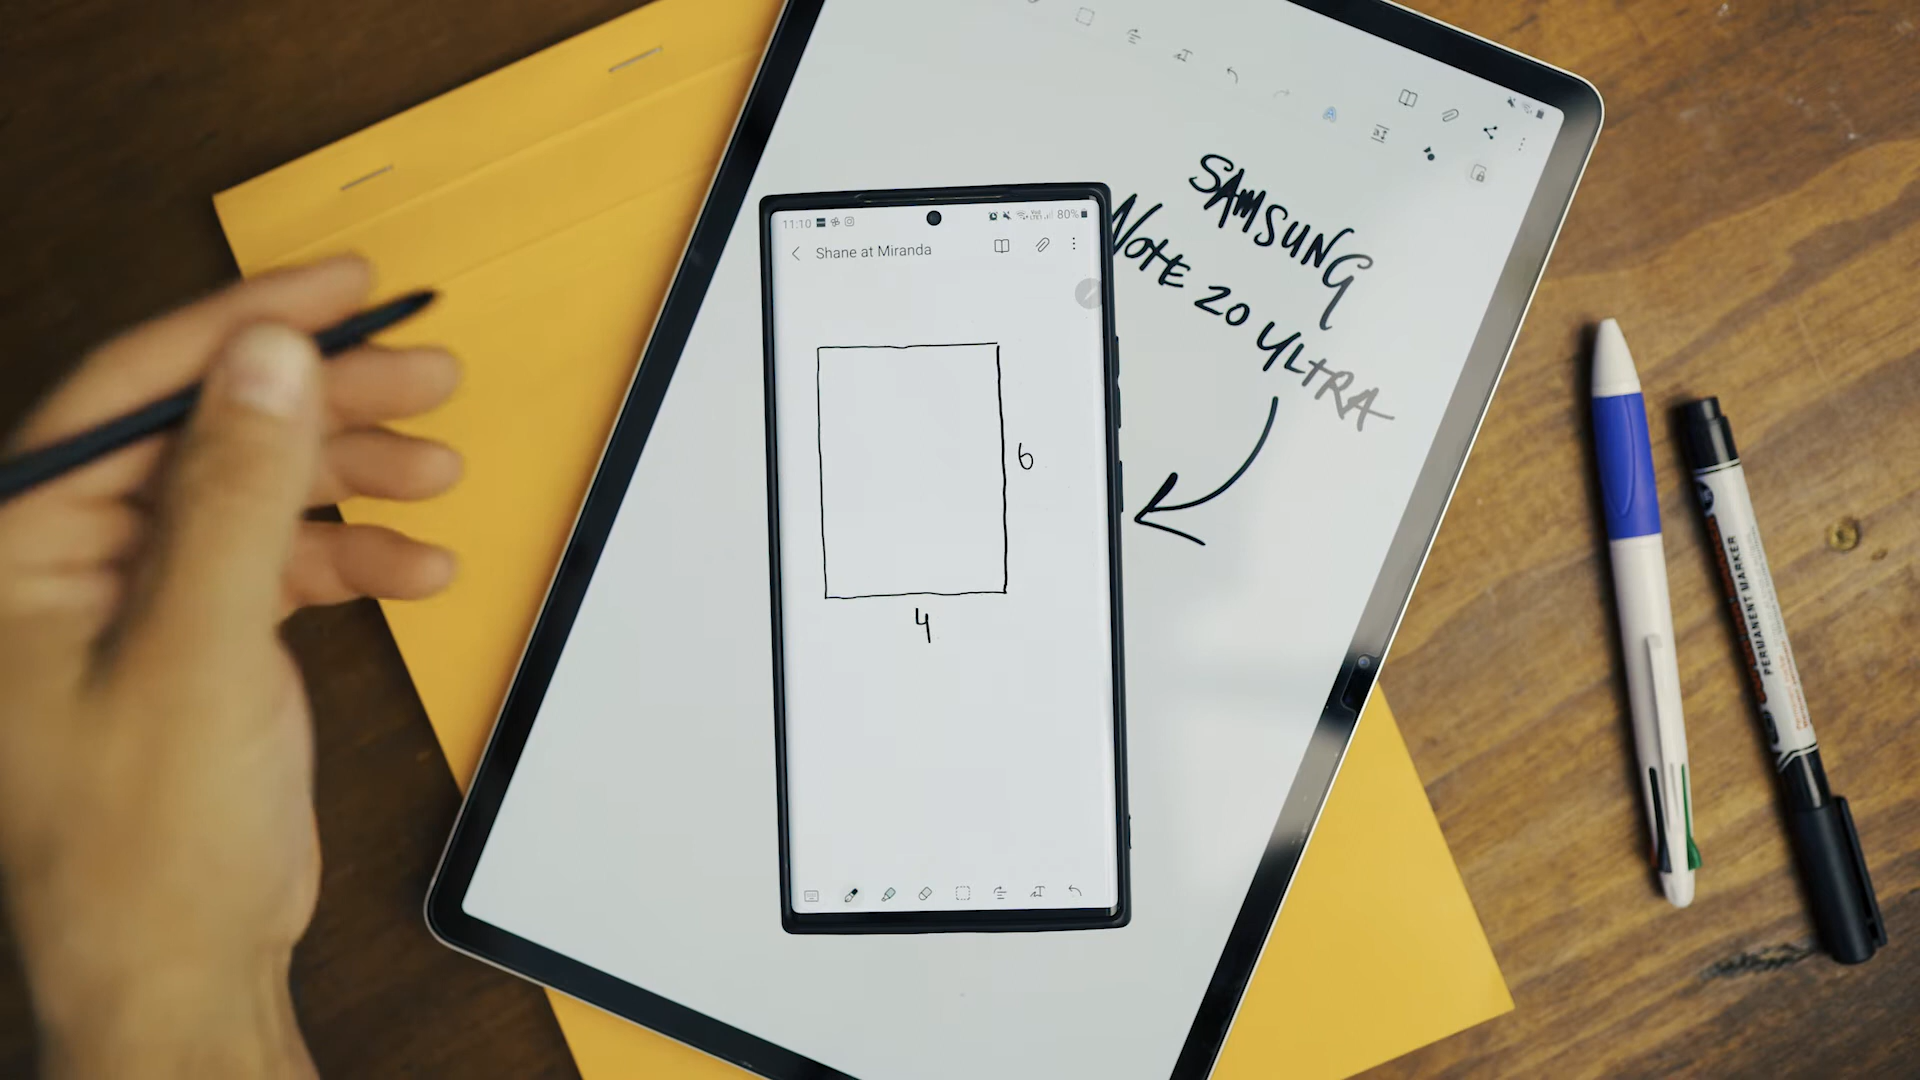 11:10
80%
Shane at Miranda
6
4
SAMSUNG
NOTE 20 ULTRA
PERMANENT MARKER